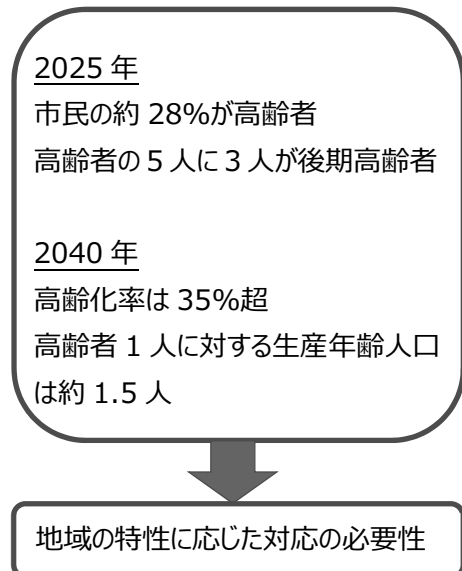 2025 年
市民の約 28%が高齢者
高齢者の 5 人に 3 人が後期高齢者
2040 年
高齢化率は 35%超
高齢者 1 人に対する生産年齢人口
は約 1.5 人
地域の特性に応じた対応の必要性